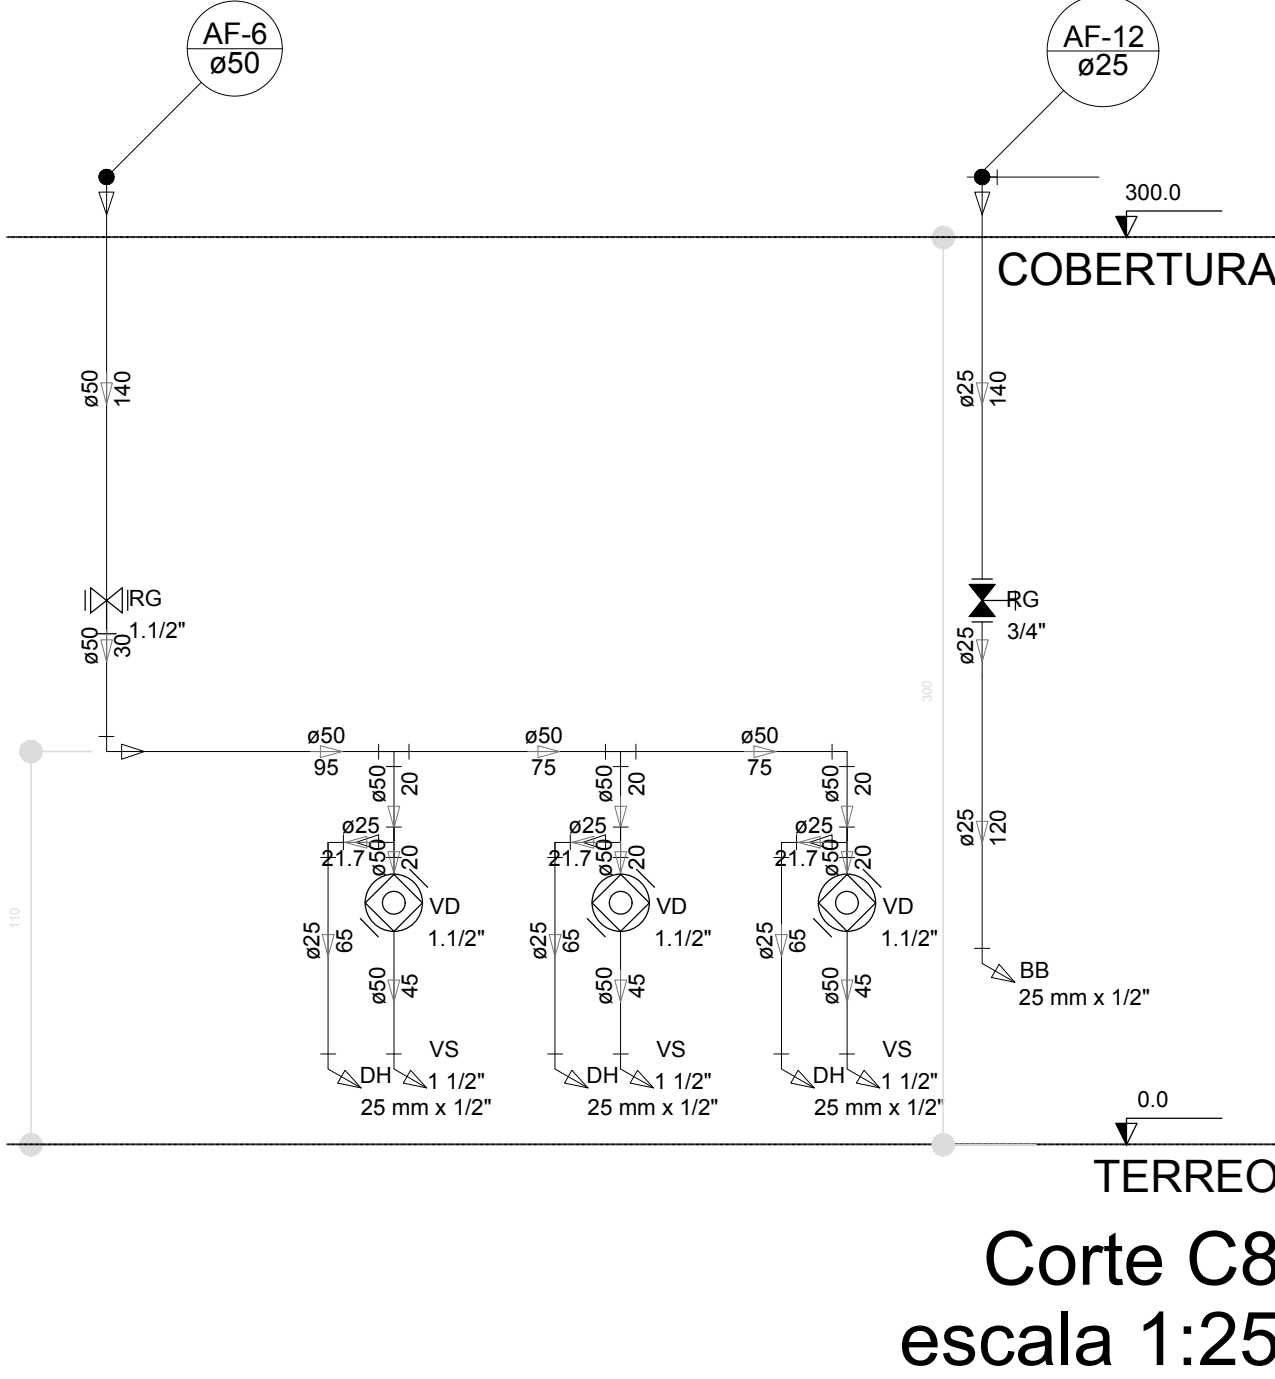 AF-6
ø50
AF-12
ø25
300.0
COBERTURA
ø50
140
ø25
140
RG
1.1/2"
RG
3/4"
ø50
30
ø25
300
ø50
95
ø50
75
ø50
75
ø50
20
ø50
20
ø50
20
ø25
120
ø25
21.7
ø50
20
ø25
21.7
ø50
20
ø25
21.7
ø50
20
110
VD
1.1/2"
VD
1.1/2"
VD
1.1/2"
ø25
65
ø25
65
ø25
65
ø50
45
ø50
45
ø50
45
BB
25 mm x 1/2"
VS
1 1/2"
VS
1 1/2"
VS
1 1/2"
DH
25 mm x 1/2"
DH
25 mm x 1/2"
DH
25 mm x 1/2"
0.0
TERREO
Corte C8
escala 1:25